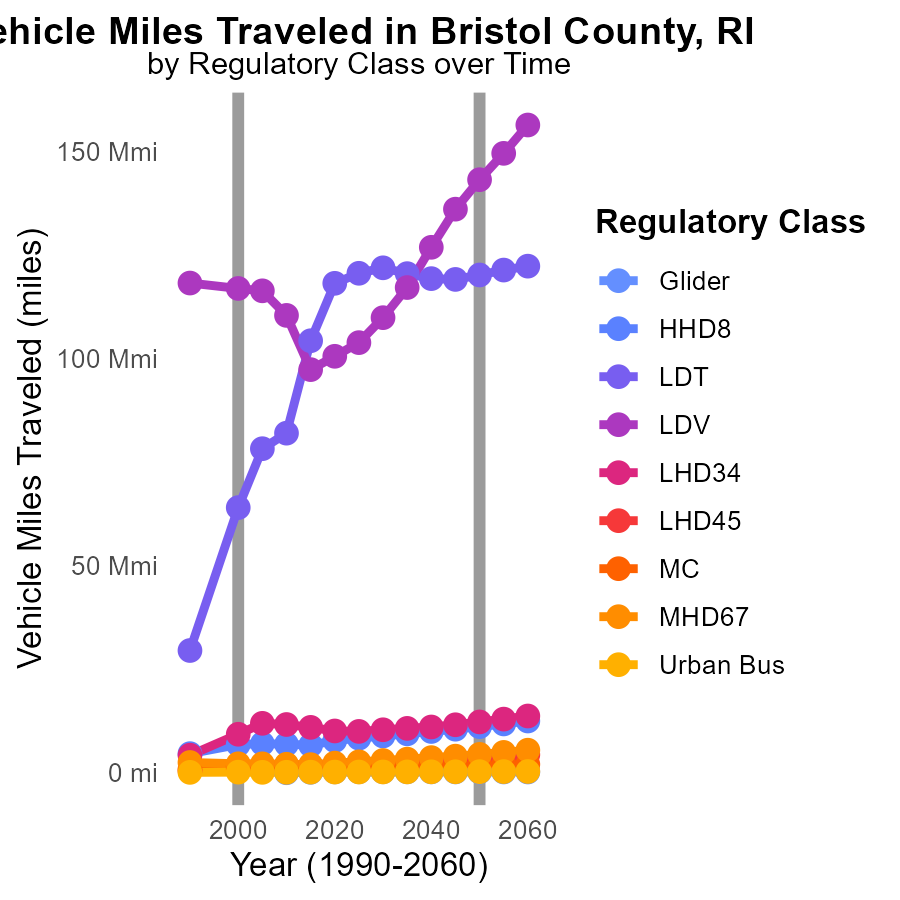 ehicle Miles Traveled in Bristol County, RI
by Regulatory Class over Time
Vehicle Miles Traveled (miles)
150 Mmi
100 Mmi
50 Mmi
0 mi
2000 2020 2040 2060
Year (1990-2060)
Regulatory Class
Glider
HHD8
LDT
LDV
LHD34
LHD45
MC
MHD67
Urban Bus